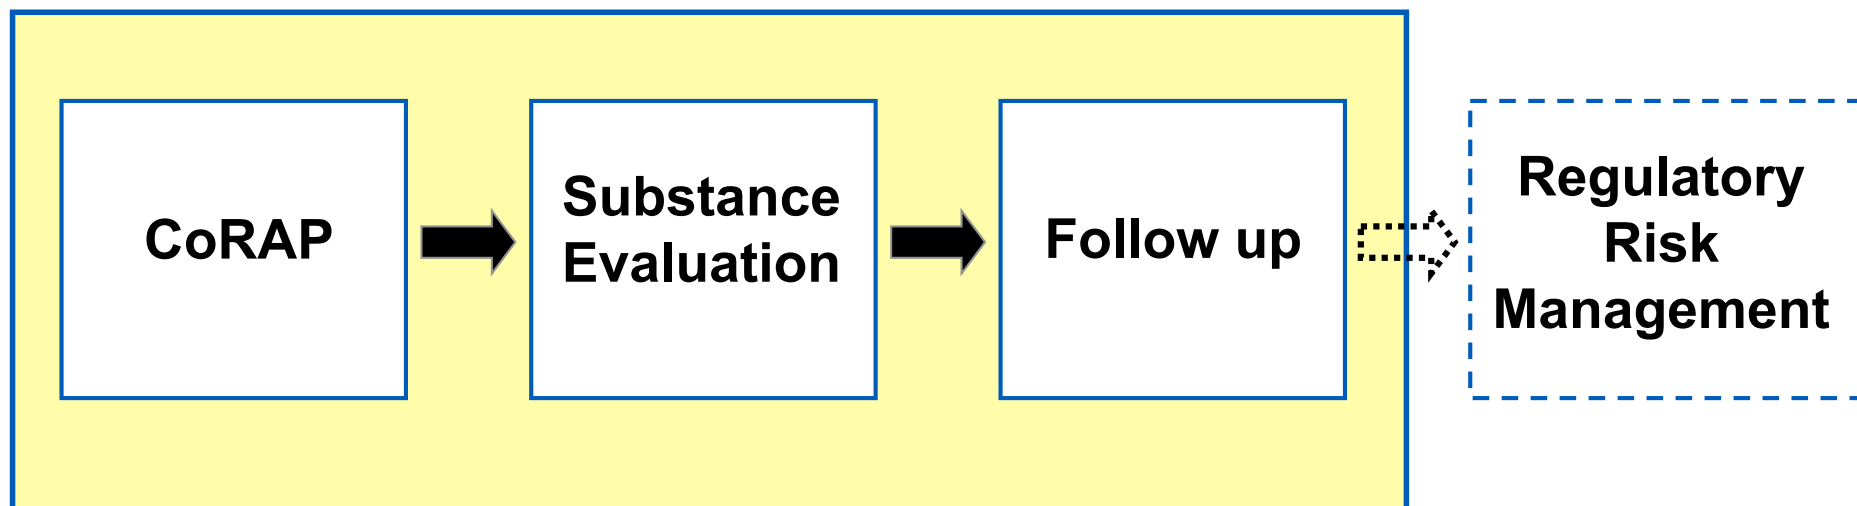 CoRAP
Substance
Evaluation
Follow up
Regulatory
Risk
Management